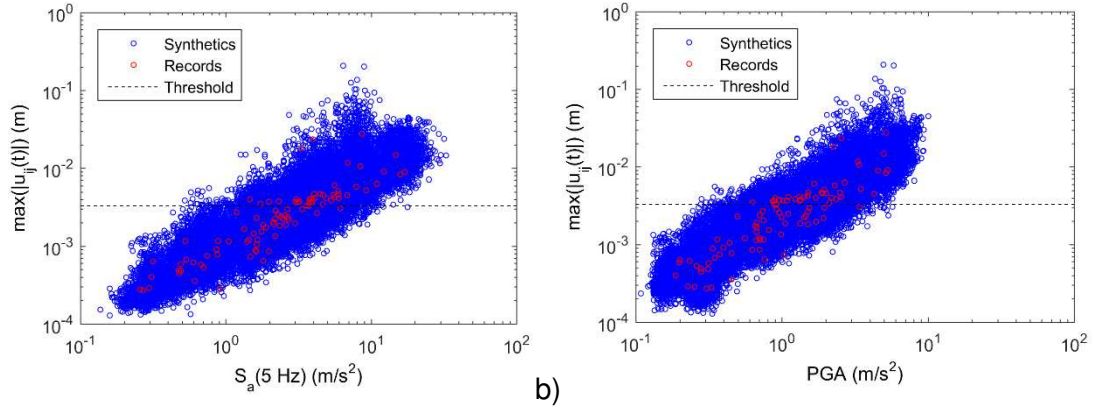 10^0
10^-1
10^-2
10^-3
10^-4
max(|u_ij(t)|) (m)
Synthetics
Records
Threshold
10^-1
10^0
10^1
10^2
S_a(5 Hz) (m/s^2)
b)
10^0
10^-1
10^-2
10^-3
10^-4
max(|u_ij(t)|) (m)
Synthetics
Records
Threshold
10^-1
10^0
10^1
10^2
PGA (m/s^2)